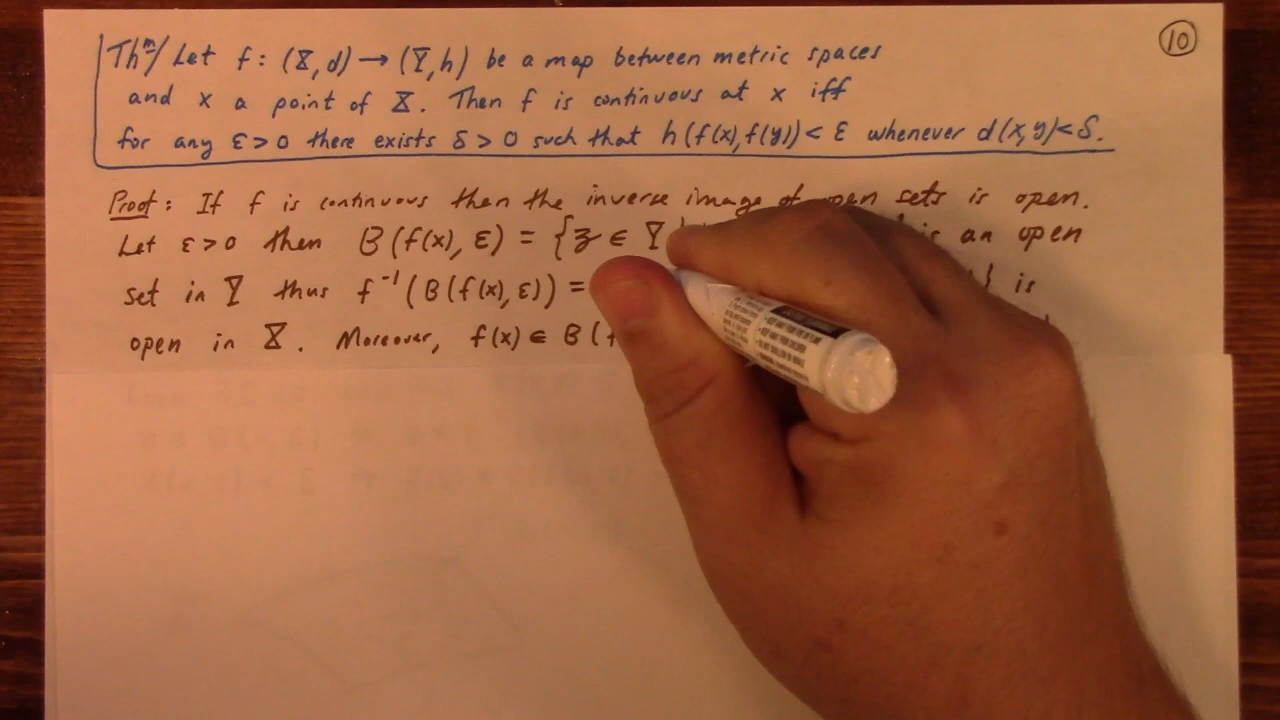 10
Thm/ Let f: (X,d) → (Y,h) be a map between metric spaces
and x a point of X. Then f is continuous at x iff
for any ε>0 there exists δ>0 such that h(f(x),f(y))<ε whenever d(x,y)<δ.
Proof: If f is continuous then the inverse image of open sets is open.
Let ε>0 then B(f(x), ε) = {z ∈ Y | is an open
set in Y thus f⁻¹(B(f(x),ε)) = } is
open in X. Moreover, f(x) ∈ B(